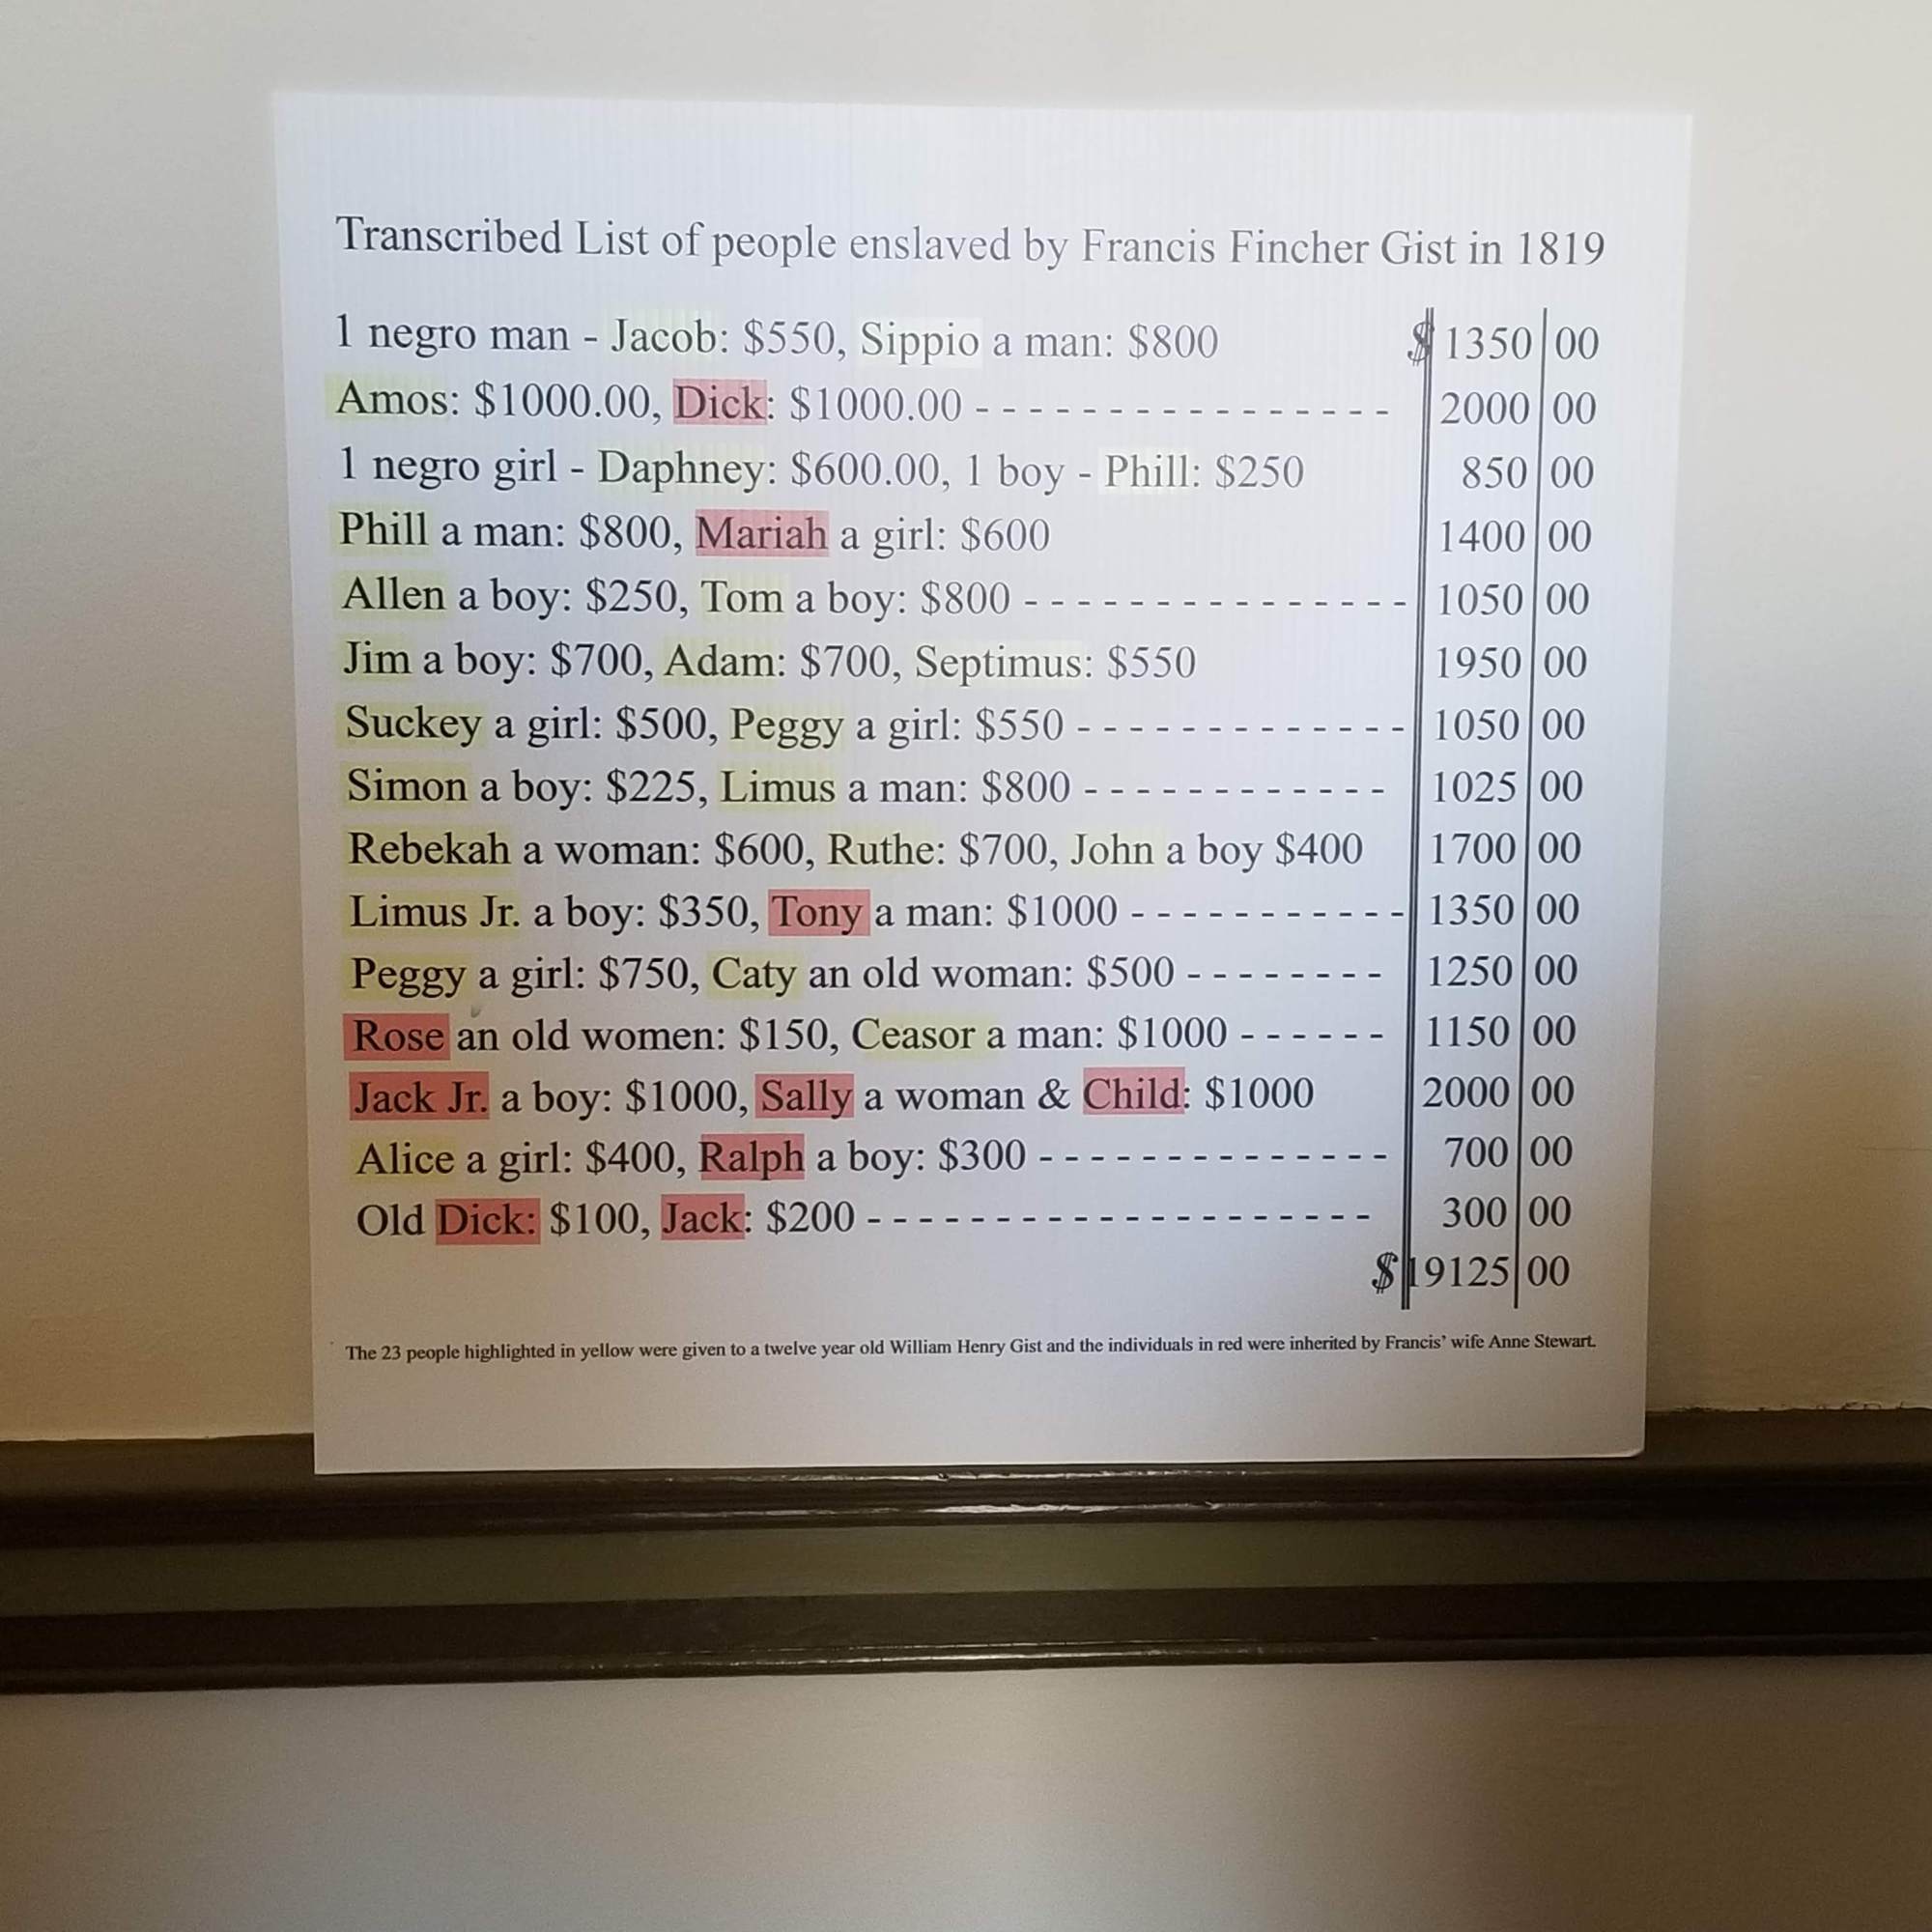 Transcribed List of people enslaved by Francis Fincher Gist in 1819
1 negro man - Jacob: $550, Sippio a man: $800 $ 1350 00
Amos: $1000.00, Dick: $1000.00 - - - - - - - - - - - - - - - - 2000 00
1 negro girl - Daphney: $600.00, 1 boy - Phill: $250 850 00
Phill a man: $800, Mariah a girl: $600 1400 00
Allen a boy: $250, Tom a boy: $800 - - - - - - - - - - - - - - - 1050 00
Jim a boy: $700, Adam: $700, Septimus: $550 1950 00
Suckey a girl: $500, Peggy a girl: $550 - - - - - - - - - - - - - 1050 00
Simon a boy: $225, Limus a man: $800 - - - - - - - - - - - - 1025 00
Rebekah a woman: $600, Ruthe: $700, John a boy $400 1700 00
Limus Jr. a boy: $350, Tony a man: $1000 - - - - - - - - - - - 1350 00
Peggy a girl: $750, Caty an old woman: $500 - - - - - - - - 1250 00
Rose an old women: $150, Ceasor a man: $1000 - - - - - - 1150 00
Jack Jr. a boy: $1000, Sally a woman & Child: $1000 2000 00
Alice a girl: $400, Ralph a boy: $300 - - - - - - - - - - - - - - 700 00
Old Dick: $100, Jack: $200 - - - - - - - - - - - - - - - - - - - - 300 00
$ 19125 00
The 23 people highlighted in yellow were given to a twelve year old William Henry Gist and the individuals in red were inherited by Francis' wife Anne Stewart.